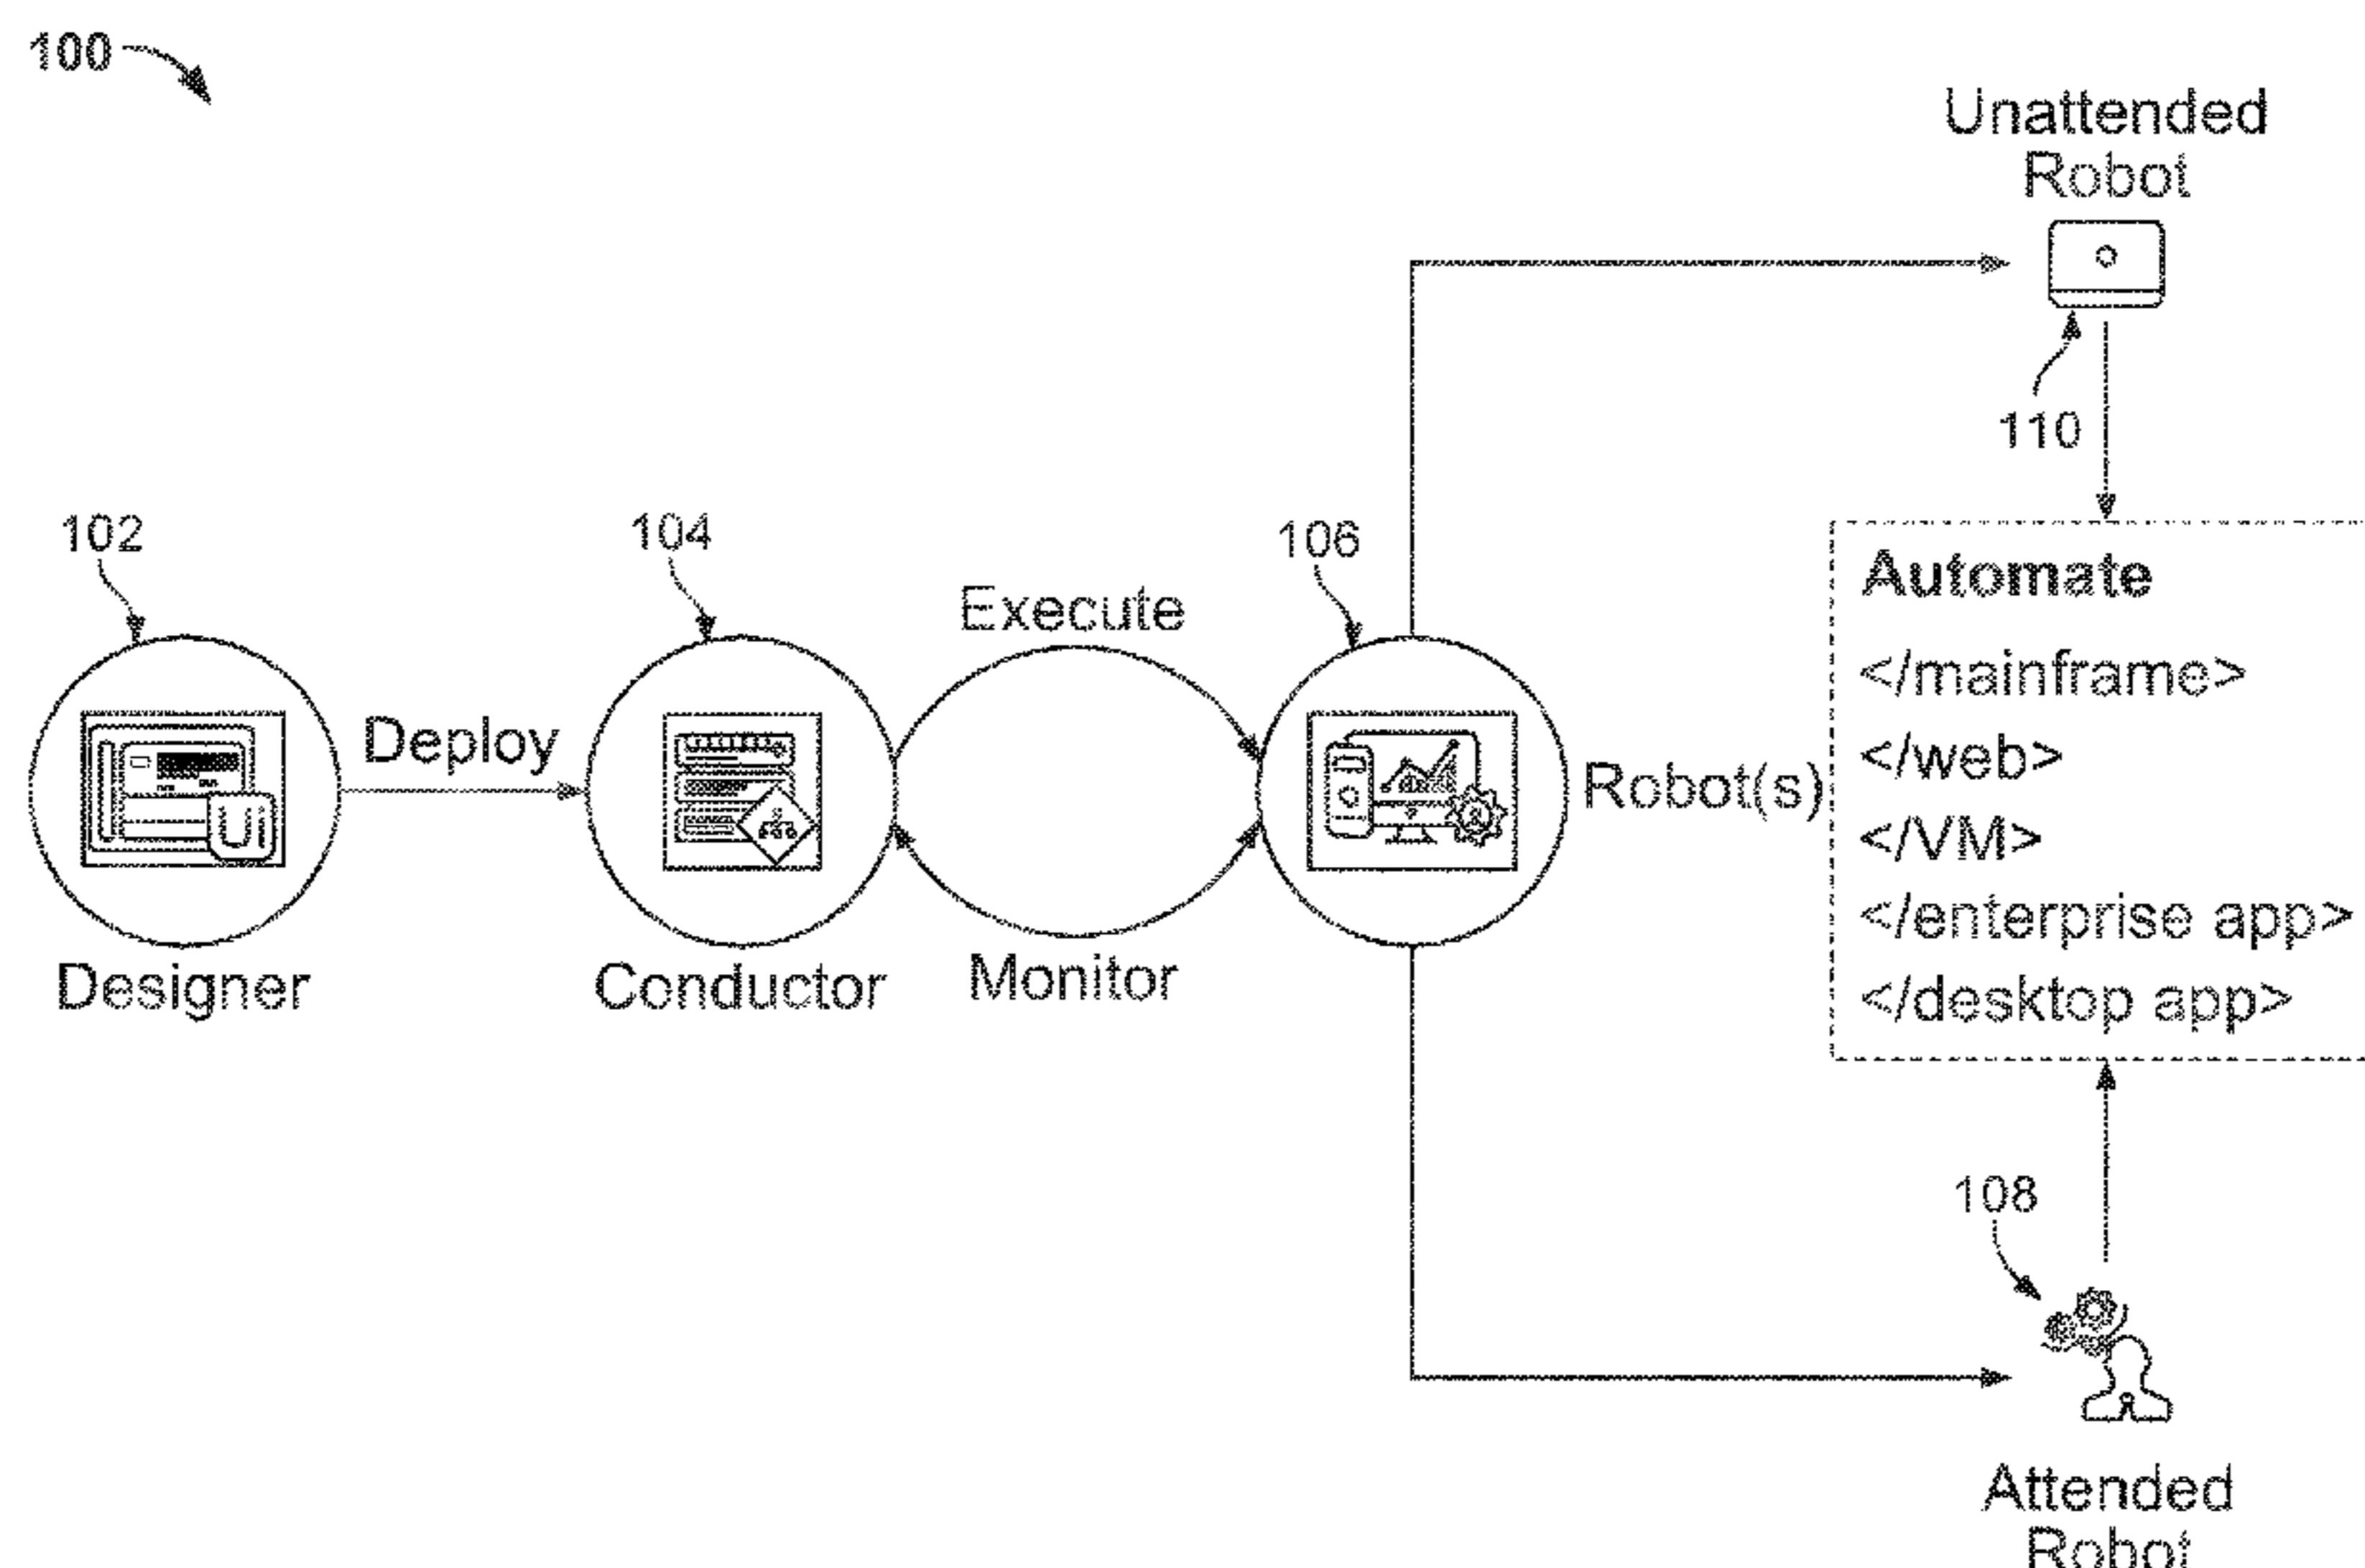 100
Unattended
Robot
110
102
104
106
Execute
Deploy
Designer
Conductor
Monitor
Robot(s)
Automate
</mainframe>
</web>
</VM>
</enterprise app>
</desktop app>
108
Attended
Robot